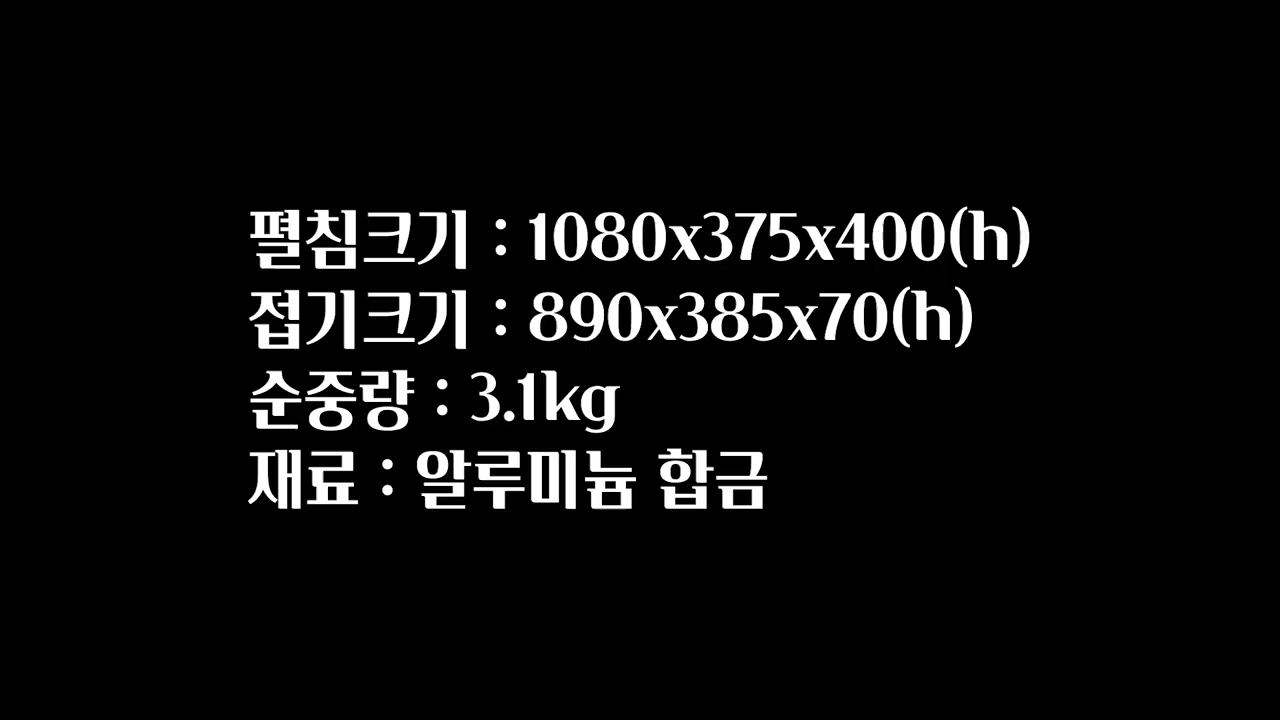 펼침크기 : 1080x375x400(h)
접기크기 : 890x385x70(h)
순중량 : 3.1kg
재료 : 알루미늄 합금